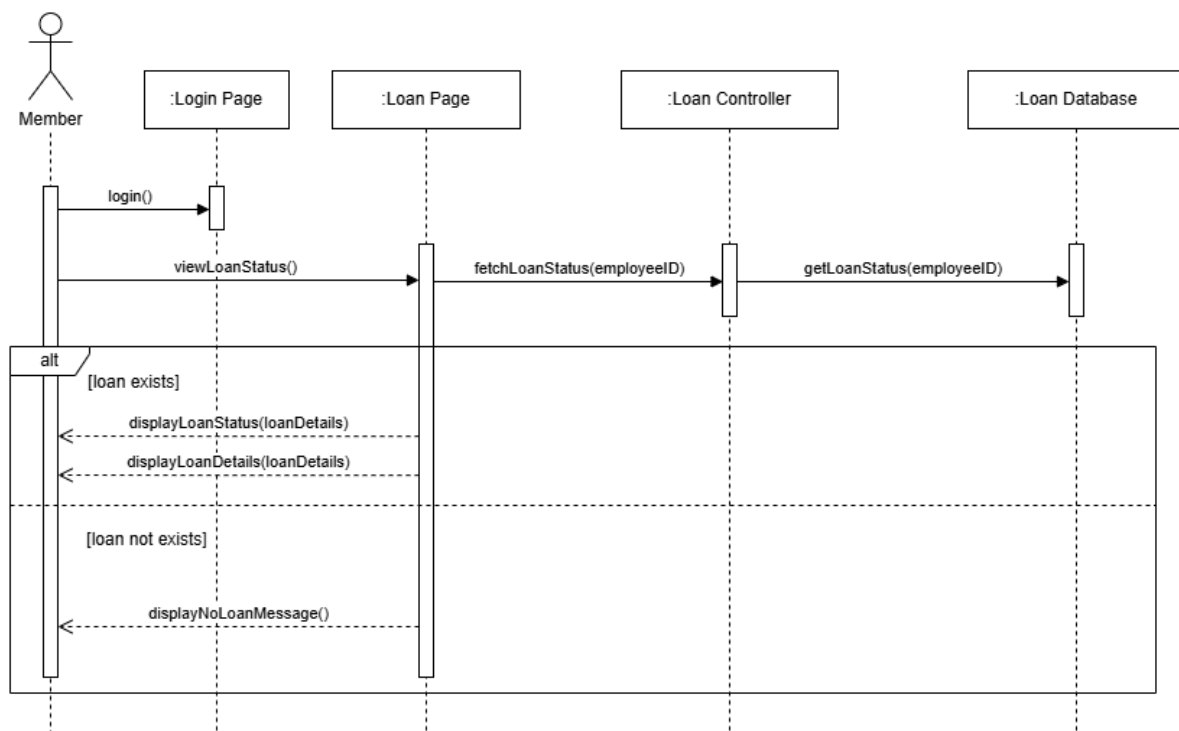 Member
:Login Page
:Loan Page
:Loan Controller
:Loan Database
login()
viewLoanStatus()
fetchLoanStatus(employeeID)
getLoanStatus(employeeID)
alt
[loan exists]
displayLoanStatus(loanDetails)
displayLoanDetails(loanDetails)
[loan not exists]
displayNoLoanMessage()